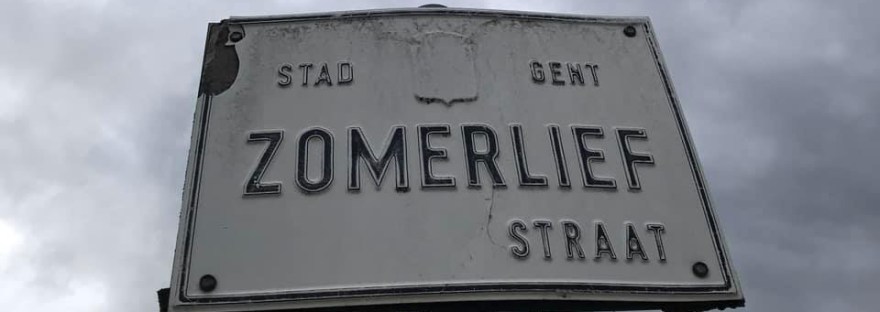 STAD GENT
ZOMERLIEF
STRAAT